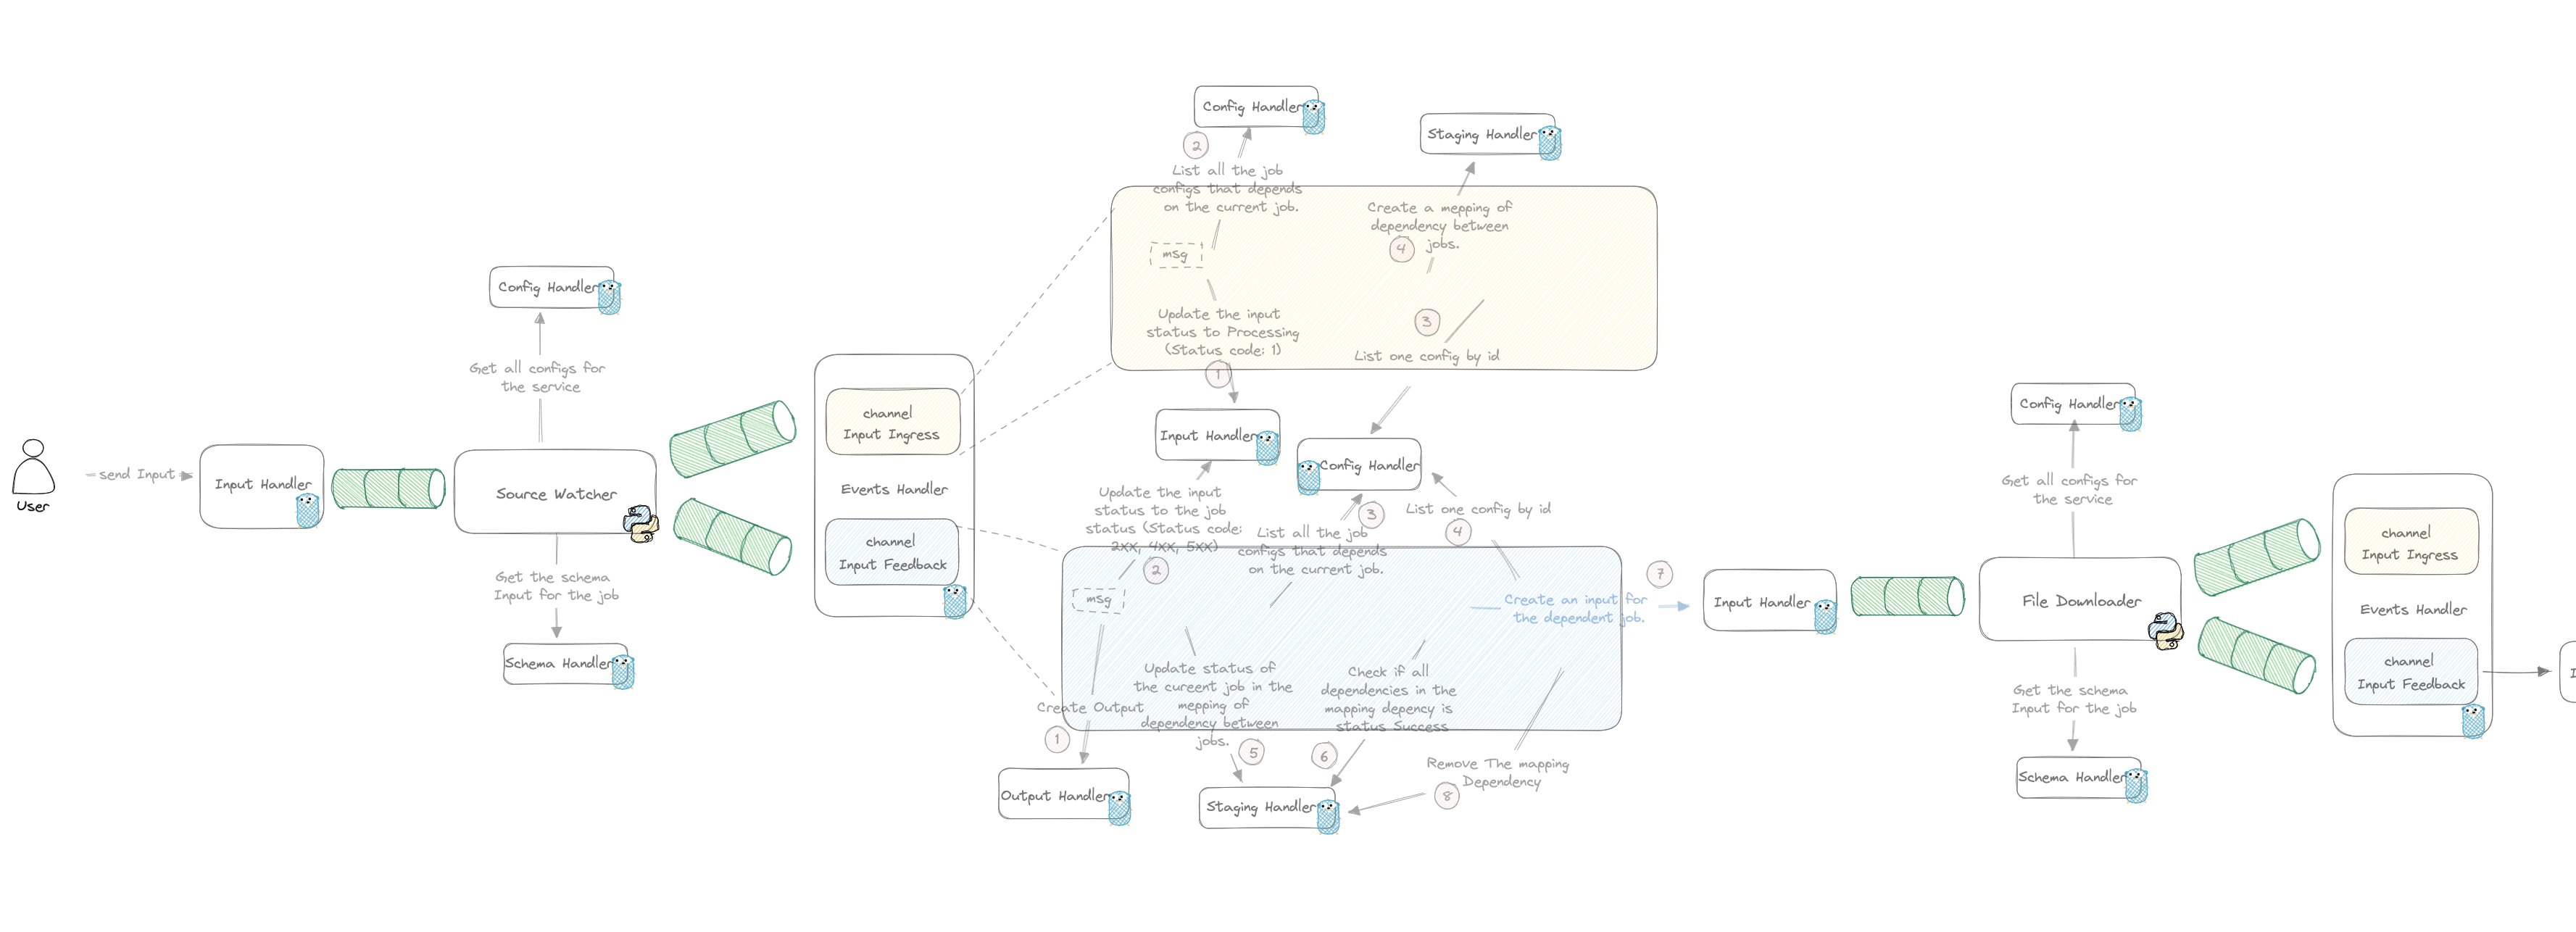 User
send Input
Input Handler
Config Handler
Get all configs for
the service
Source Watcher
Get the schema
Input for the job
Schema Handler
channel
Input Ingress
Events Handler
channel
Input Feedback
Config Handler
2
List all the job
configs that depends
on the current job.
msg
Update the input
status to Processing
(Status code: 1)
1
Staging Handler
Create a mepping of
dependency between
jobs.
4
3
List one config by id
Input Handler
Config Handler
Update the input
status to the job
status (Status code:
2XX, 4XX, 5XX)
2
List all the job
configs that depends
on the current job.
3
List one config by id
4
msg
Create Output
1
Output Handler
Update status of
the cureent job in the
mepping of
dependency between
jobs.
5
Check if all
dependencies in the
mapping depency is
status Success
6
Staging Handler
Remove The mapping
Dependency
8
Create an input for
the dependent job.
7
Input Handler
Config Handler
Get all configs for
the service
File Downloader
Get the schema
Input for the job
Schema Handler
channel
Input Ingress
Events Handler
channel
Input Feedback